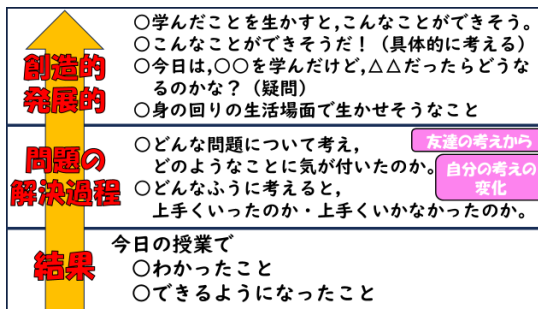 創造的
発展的
○学んだことを生かすと,こんなことができそう。
○こんなことができそうだ！（具体的に考える）
○今日は,○○を学んだけど,△△だったらどうな
るのかな？（疑問）
○身の回りの生活場面で生かせそうなこと
問題の
解決過程
○どんな問題について考え,
どのようなことに気が付いたのか。
友達の考えから
自分の考えの
変化
○どんなふうに考えると,
上手くいったのか・上手くいかなかったのか。
結果
今日の授業で
○わかったこと
○できるようになったこと